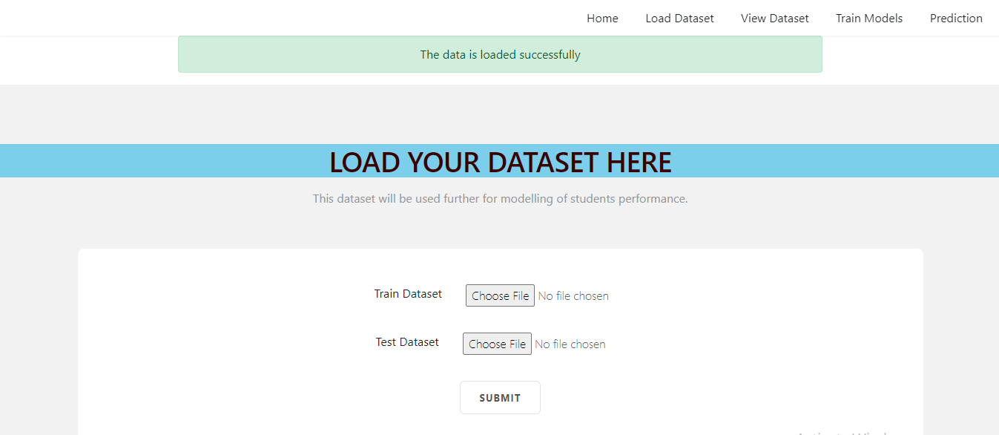 Home Load Dataset View Dataset Train Models Prediction
The data is loaded successfully
LOAD YOUR DATASET HERE
This dataset will be used further for modelling of students performance.
Train Dataset Choose File No file chosen
Test Dataset Choose File No file chosen
SUBMIT